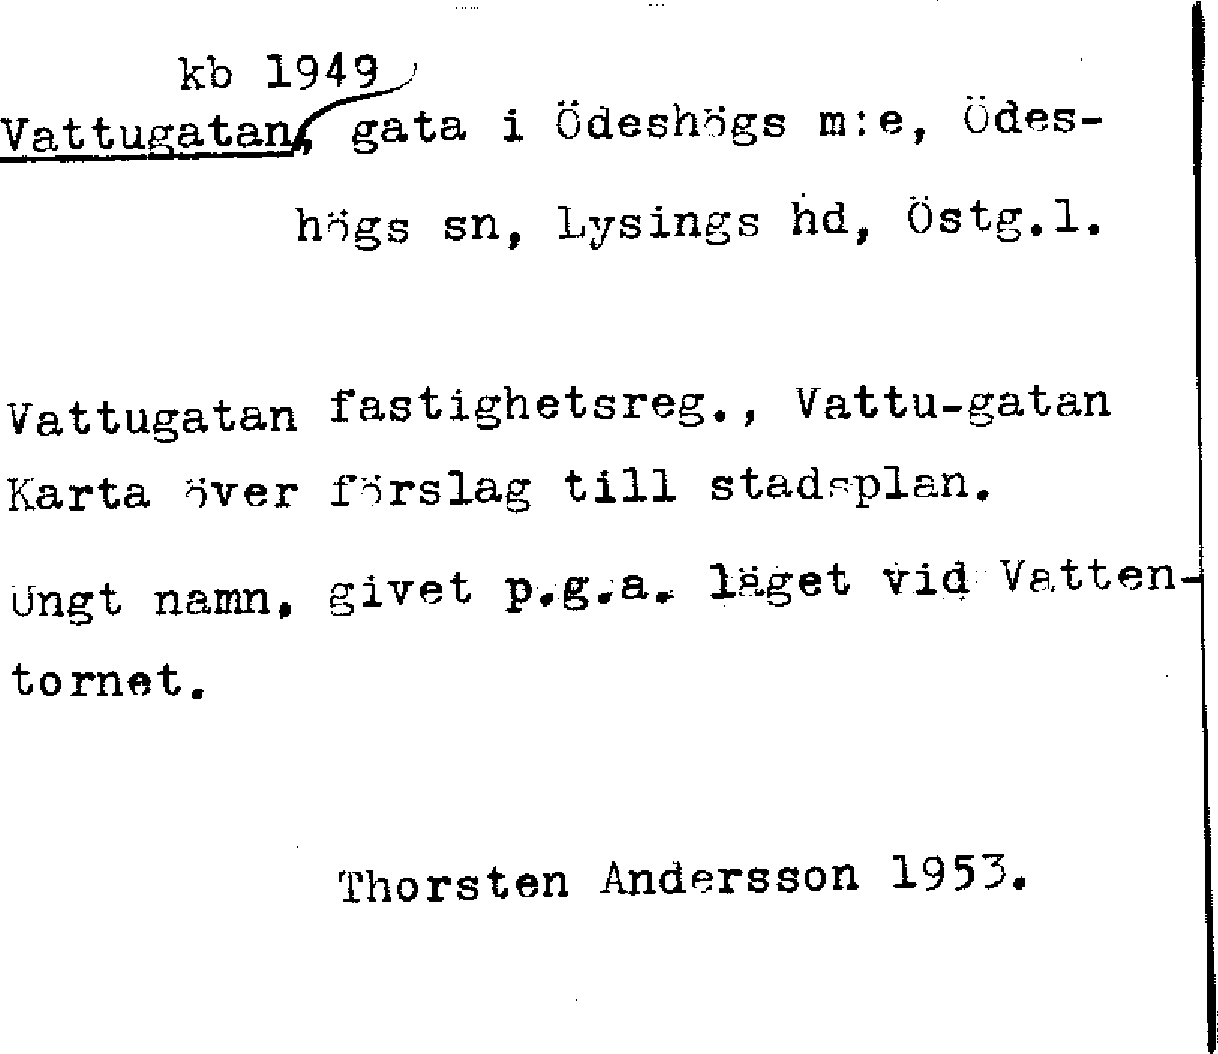 kb 1949
Vattugatan, gata i Ödeshögs m:e, Ödes-
högs sn, Lysings hd, Östg.l.
Vattugatan fastighetsreg., Vattu-gatan
Karta över förslag till stadsplan.
Ungt namn, givet p.g.a. läget vid Vatten-
tornet.
Thorsten Andersson 1953.